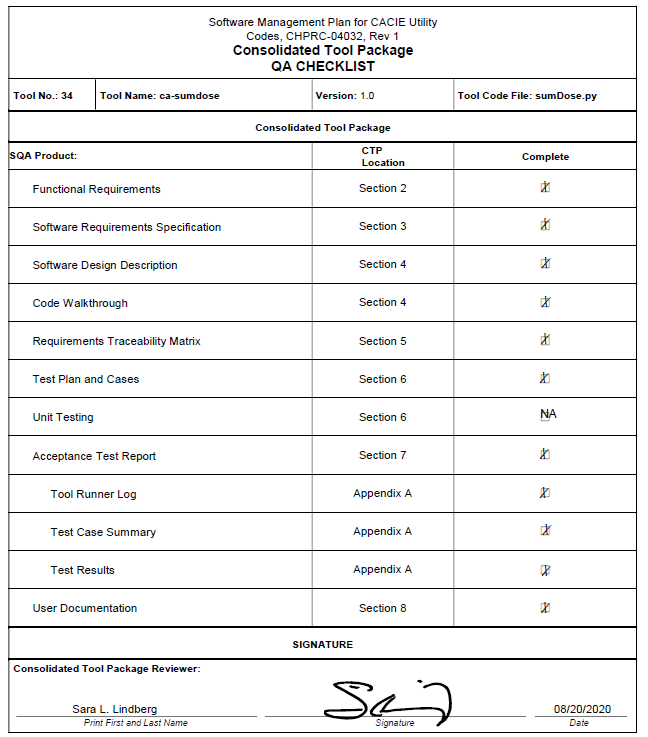 Software Management Plan for CACIE Utility
Codes, CHPRC-04032, Rev 1
Consolidated Tool Package
QA CHECKLIST
Tool No.: 34 Tool Name: ca-sumdose Version: 1.0 Tool Code File: sumDose.py
Consolidated Tool Package
SQA Product: CTP Location Complete
Functional Requirements Section 2
Software Requirements Specification Section 3
Software Design Description Section 4
Code Walkthrough Section 4
Requirements Traceability Matrix Section 5
Test Plan and Cases Section 6
Unit Testing Section 6 NA
Acceptance Test Report Section 7
Tool Runner Log Appendix A
Test Case Summary Appendix A
Test Results Appendix A
User Documentation Section 8
SIGNATURE
Consolidated Tool Package Reviewer:
Sara L. Lindberg 08/20/2020
Print First and Last Name Signature Date